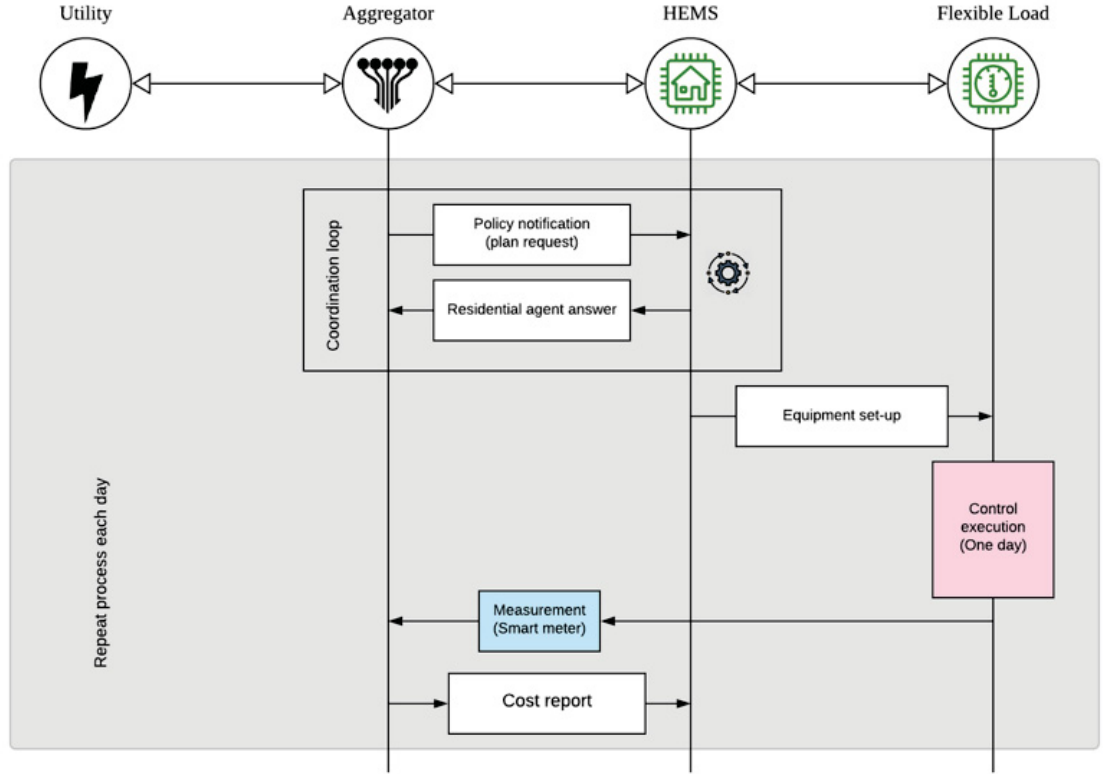 Utility
Aggregator
HEMS
Flexible Load
Coordination loop
Policy notification
(plan request)
Residential agent answer
Equipment set-up
Control
execution
(One day)
Repeat process each day
Measurement
(Smart meter)
Cost report